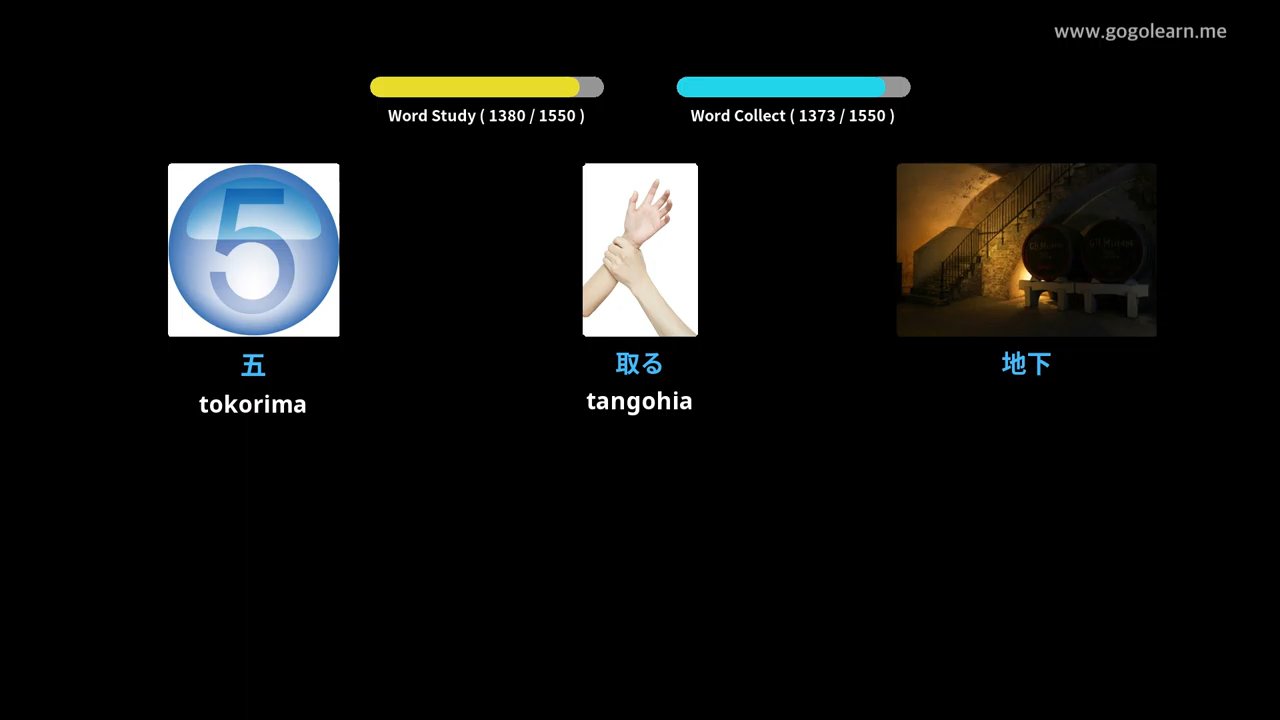 www.gogolearn.me
Word Study ( 1380 / 1550 )
Word Collect ( 1373 / 1550 )
5
五
取る
地下
tokorima
tangohia